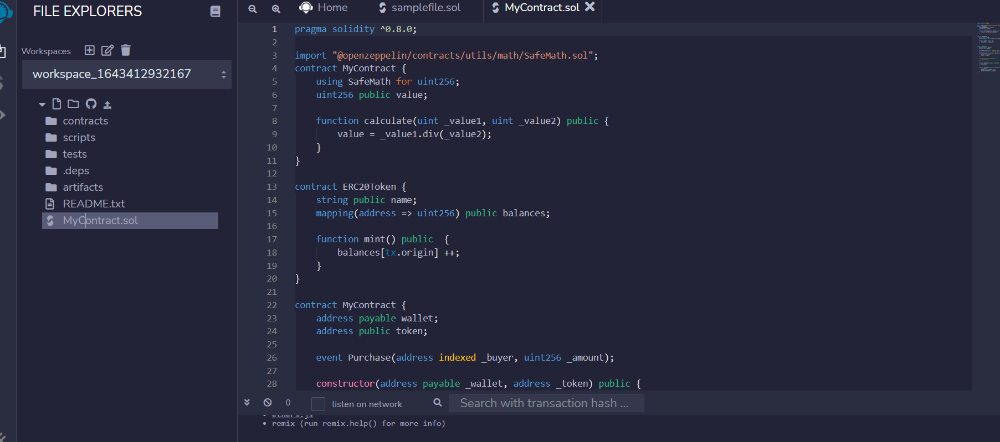 FILE EXPLORERS
Workspaces
workspace_1643412932167
contracts
scripts
tests
.deps
artifacts
README.txt
MyContract.sol
Home
samplefile.sol
MyContract.sol
1 pragma solidity ^0.8.0;
2
3 import "@openzeppelin/contracts/utils/math/SafeMath.sol";
4 contract MyContract {
5     using SafeMath for uint256;
6     uint256 public value;
7
8     function calculate(uint _value1, uint _value2) public {
9         value = _value1.div(_value2);
10     }
11 }
12
13 contract ERC20Token {
14     string public name;
15     mapping(address => uint256) public balances;
16
17     function mint() public  {
18         balances[tx.origin] ++;
19     }
20 }
21
22 contract MyContract {
23     address payable wallet;
24     address public token;
25
26     event Purchase(address indexed _buyer, uint256 _amount);
27
28     constructor(address payable _wallet, address _token) public {
0
listen on network
Search with transaction hash ...
• ethers.js
• remix (run remix.help() for more info)